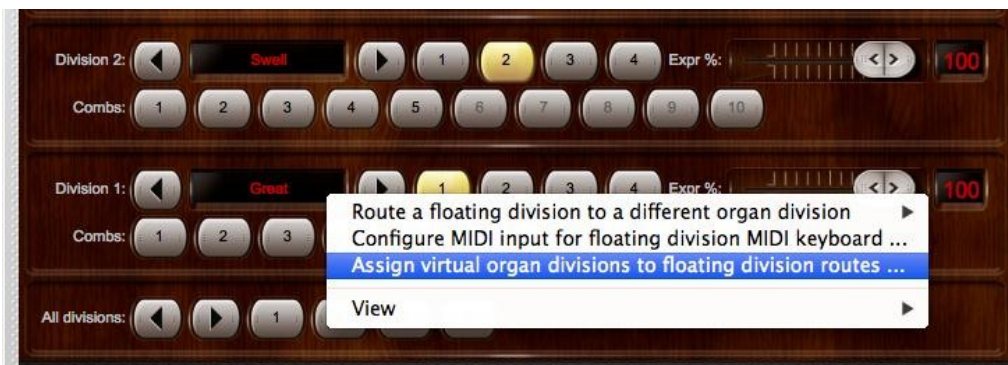 Division 2: Swell 1 2 3 4 Expr %: 100
Combs: 1 2 3 4 5 6 7 8 9 10
Division 1: Great 1 2 3 4 Expr %: 100
Combs: 1 2 3
Route a floating division to a different organ division
Configure MIDI input for floating division MIDI keyboard ...
Assign virtual organ divisions to floating division routes ...
View
All divisions: 1